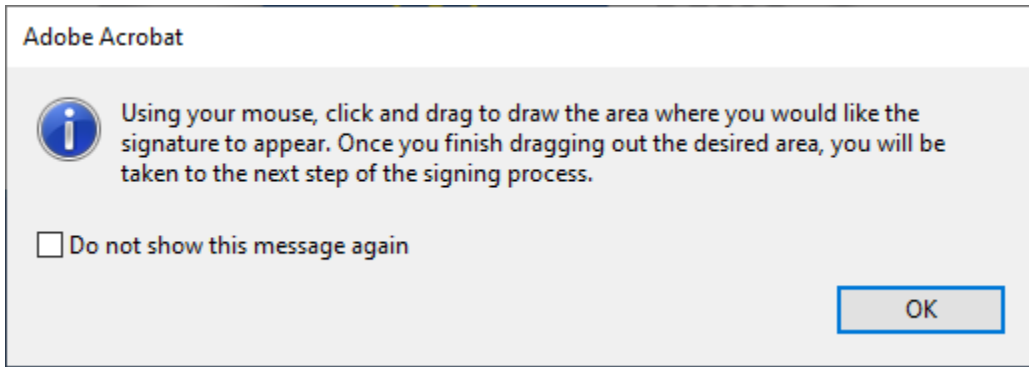 Adobe Acrobat
Using your mouse, click and drag to draw the area where you would like the
signature to appear. Once you finish dragging out the desired area, you will be
taken to the next step of the signing process.
Do not show this message again
OK